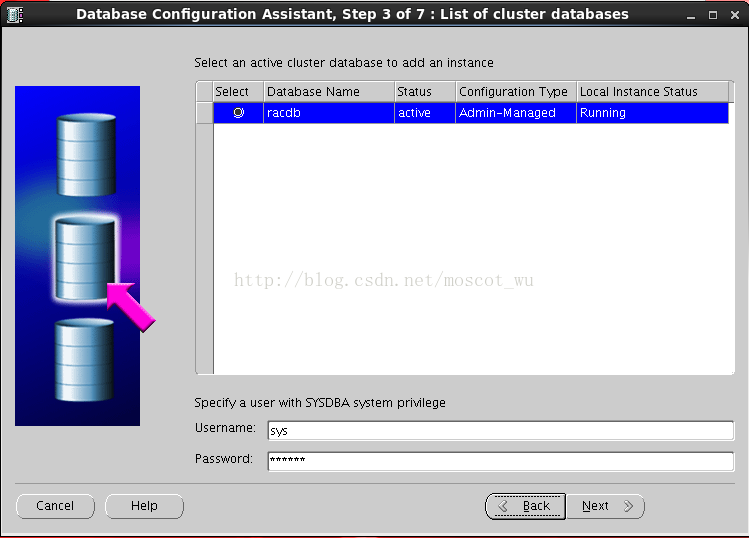 Database Configuration Assistant, Step 3 of 7 : List of cluster databases
Select an active cluster database to add an instance
Select Database Name Status Configuration Type Local Instance Status
racdb active Admin-Managed Running
http://blog.csdn.net/moscot_wu
Specify a user with SYSDBA system privilege
Username: sys
Password: ******
Cancel Help Back Next